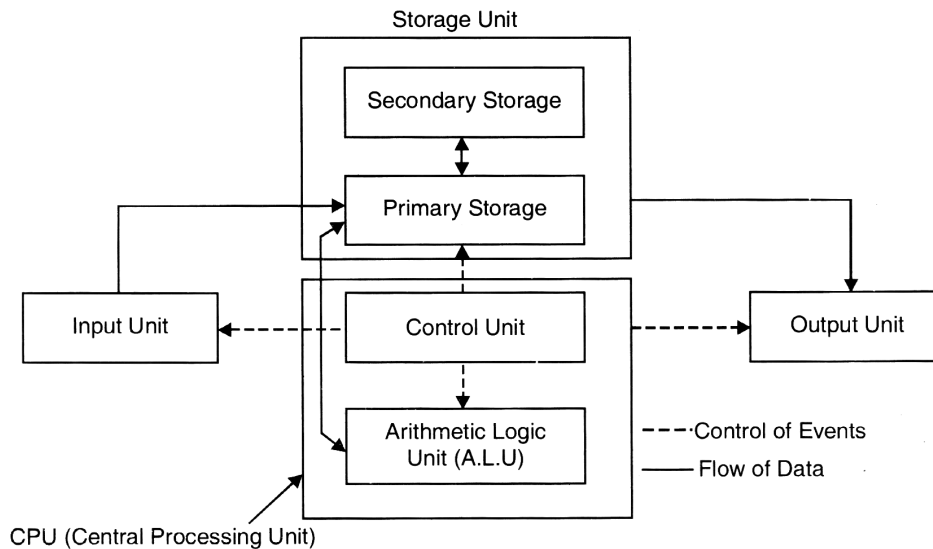 Storage Unit
Secondary Storage
Primary Storage
Input Unit
Control Unit
Output Unit
Arithmetic Logic
Unit (A.L.U)
Control of Events
Flow of Data
CPU (Central Processing Unit)